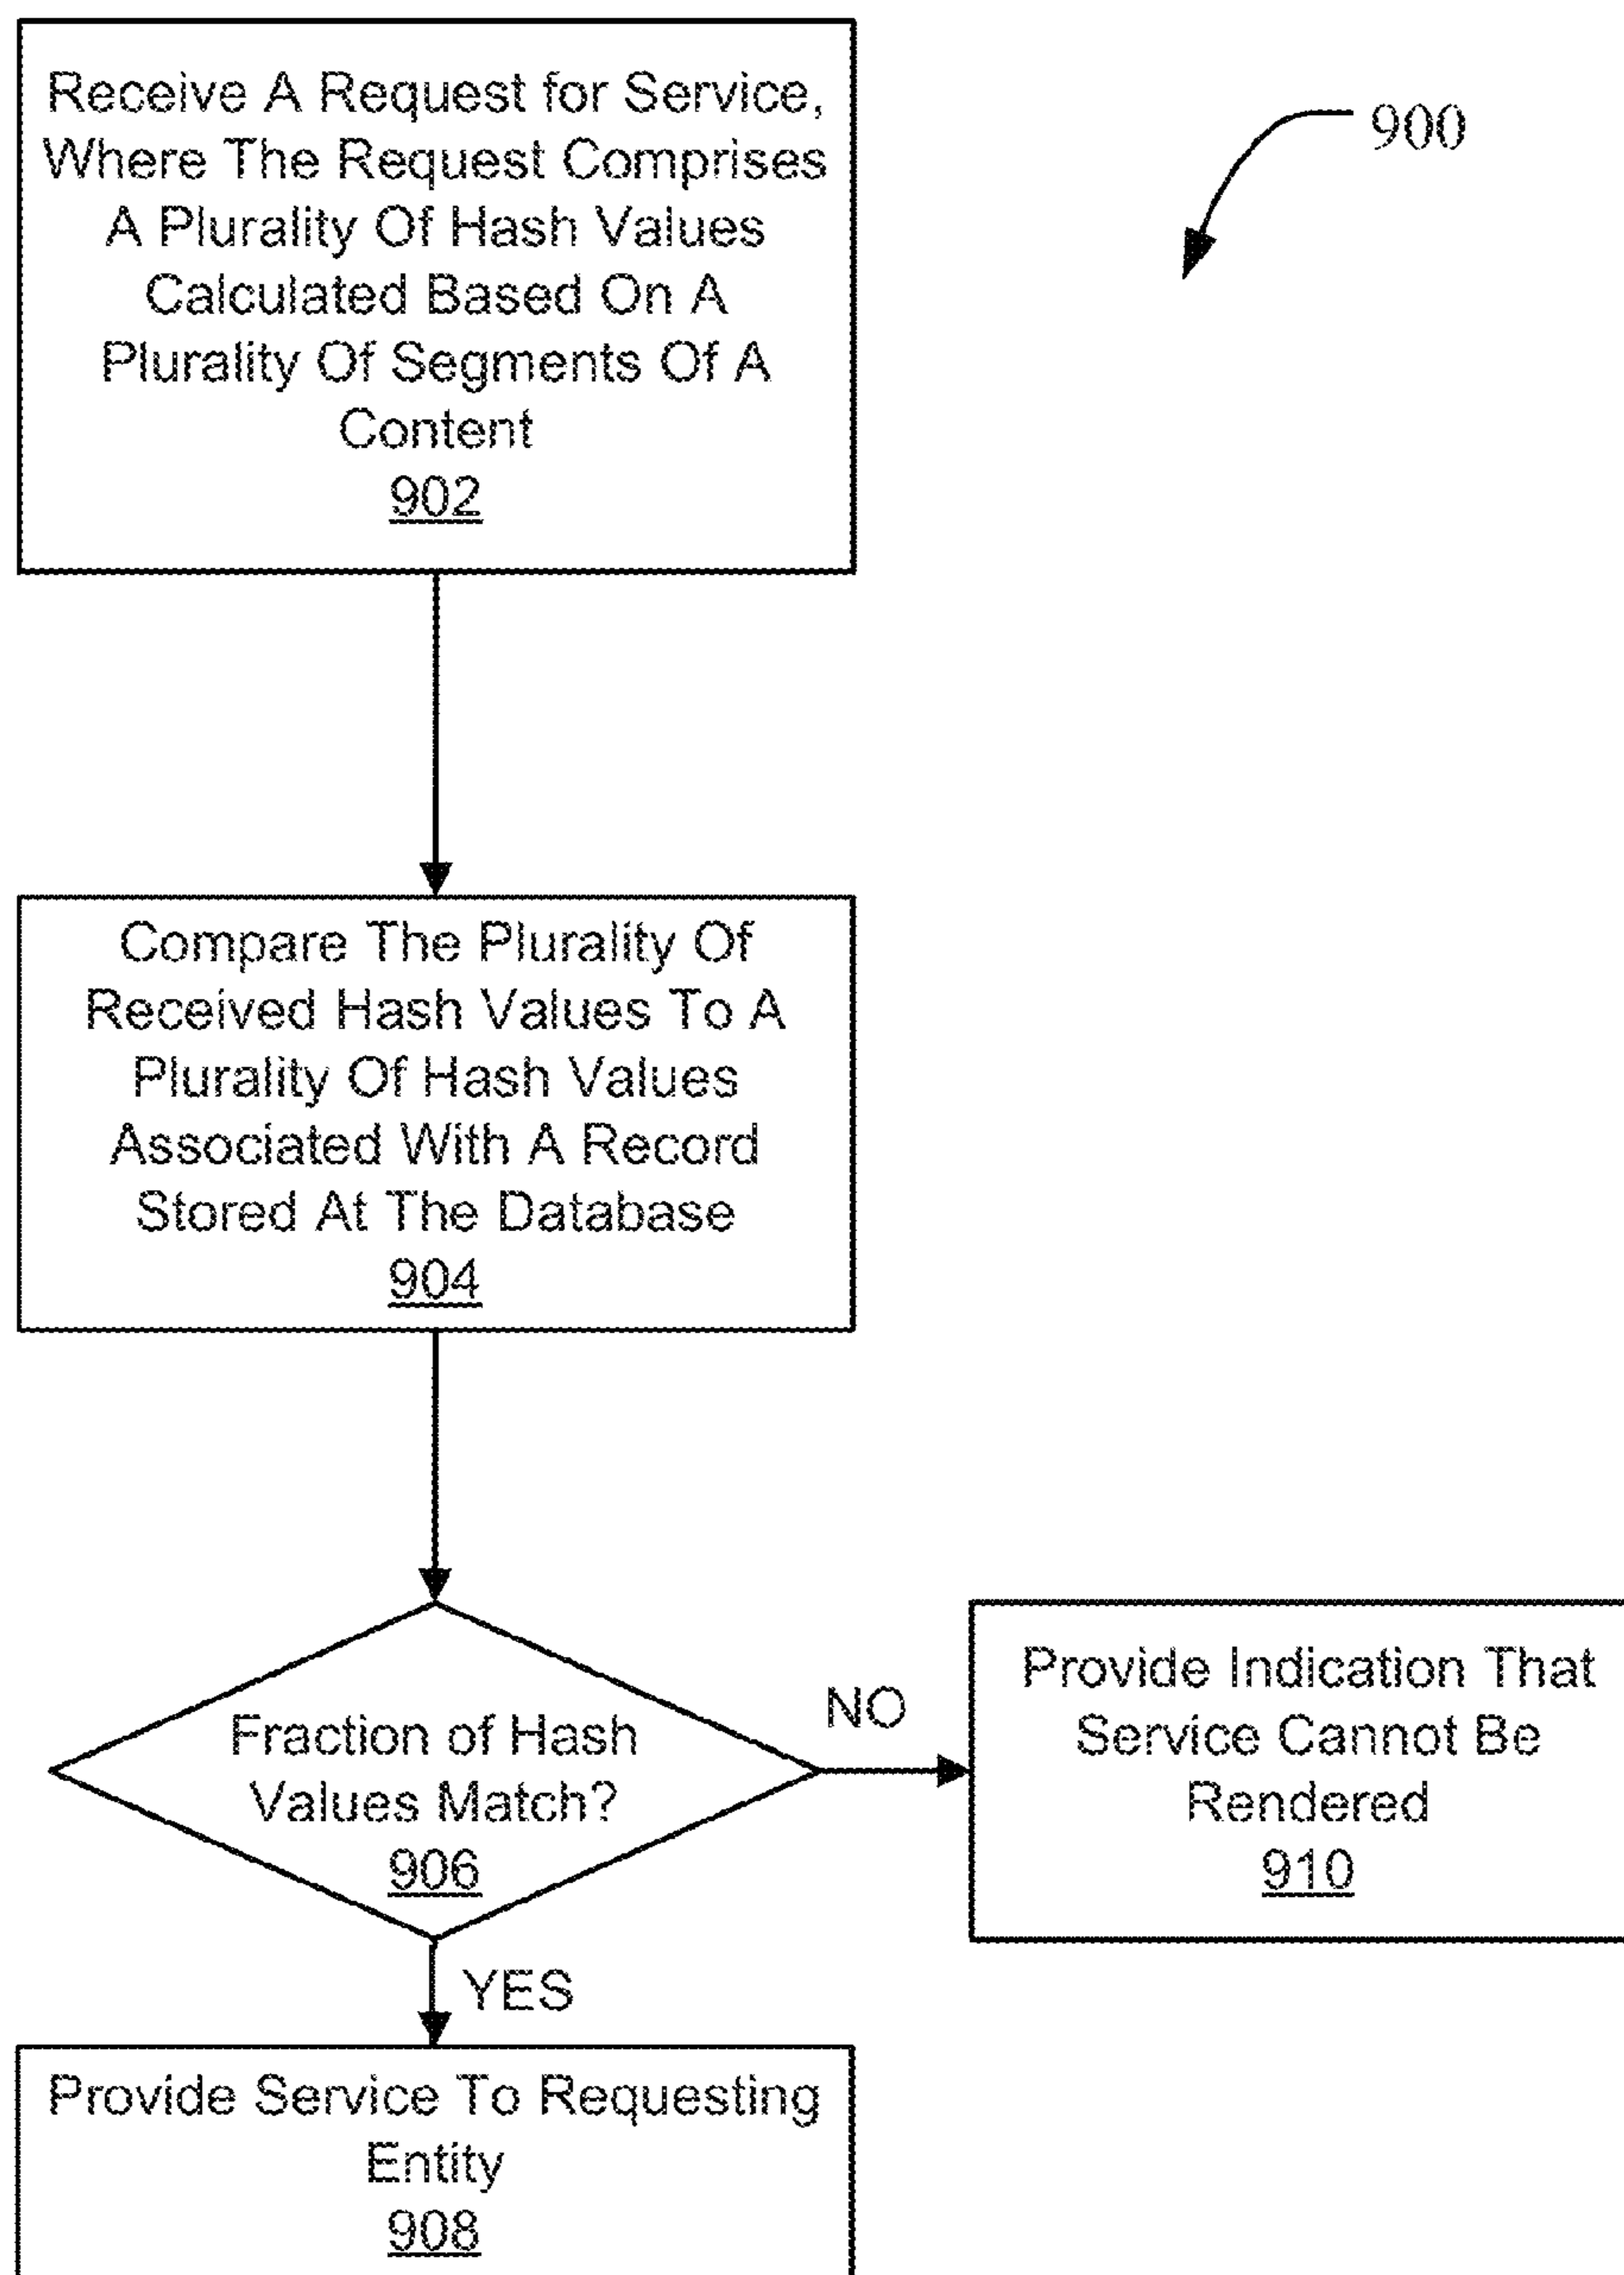 Receive A Request for Service,
Where The Request Comprises
A Plurality Of Hash Values
Calculated Based On A
Plurality Of Segments Of A
Content
902
900
Compare The Plurality Of
Received Hash Values To A
Plurality Of Hash Values
Associated With A Record
Stored At The Database
904
Fraction of Hash
Values Match?
906
NO
Provide Indication That
Service Cannot Be
Rendered
910
YES
Provide Service To Requesting
Entity
908